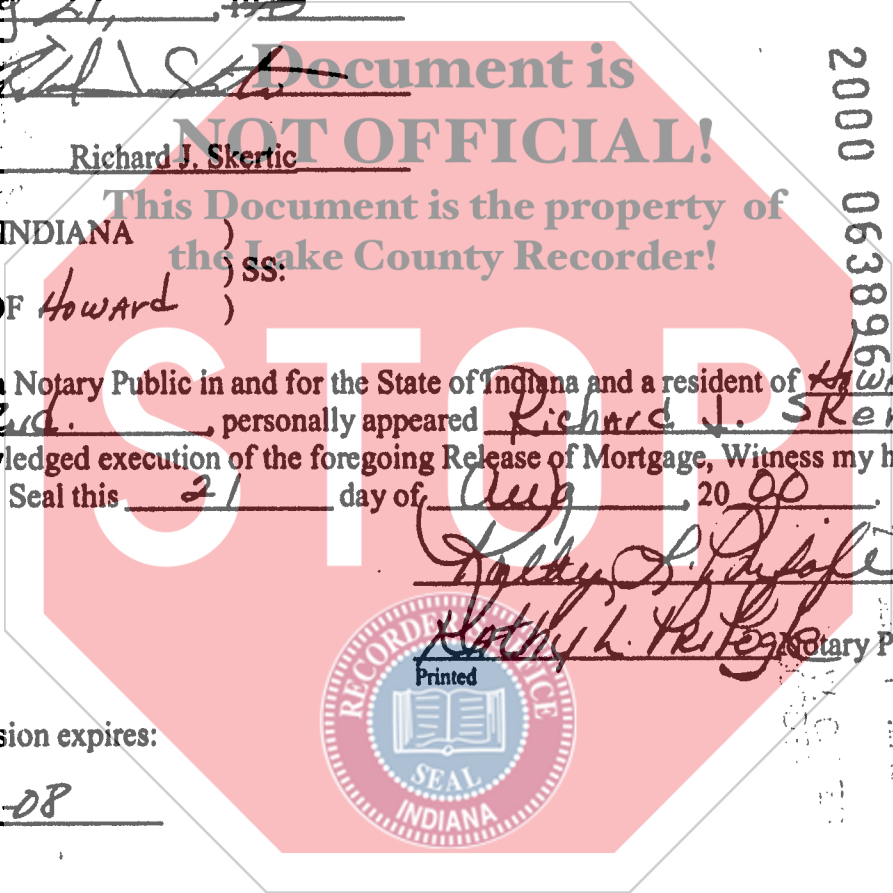 21,
Document is
NOT OFFICIAL!
Richard J. Skertic
This Document is the property of
the Lake County Recorder!
INDIANA )
) SS:
OF Howard )
2000 063896
STOP
Notary Public in and for the State of Indiana and a resident of
, personally appeared Richard J.
ledged execution of the foregoing Release of Mortgage, Witness my h
Seal this 21 day of Aug, 20 00.
Kathy L.
Kathy L. Notary P
Printed
RECORDER'S OFFICE
SEAL
INDIANA
sion expires:
-08